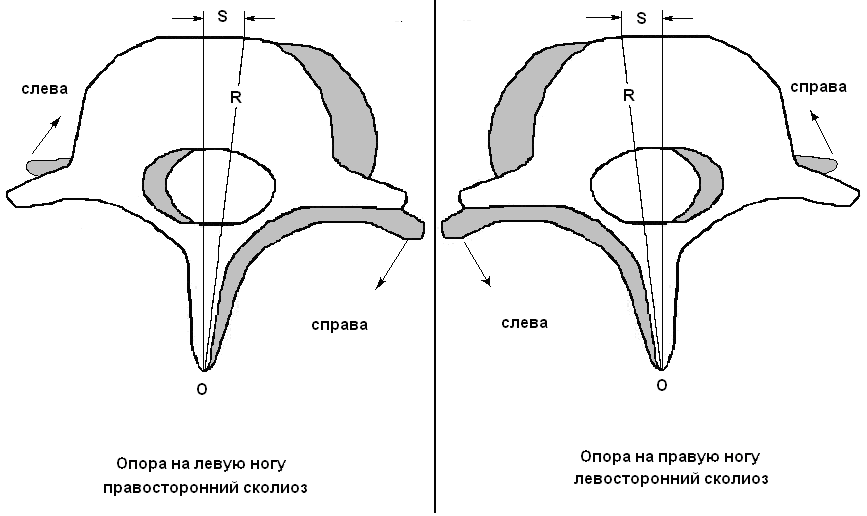 S
слева
R
справа
O
Опора на левую ногу
правосторонний сколиоз
S
справа
R
слева
O
Опора на правую ногу
левосторонний сколиоз